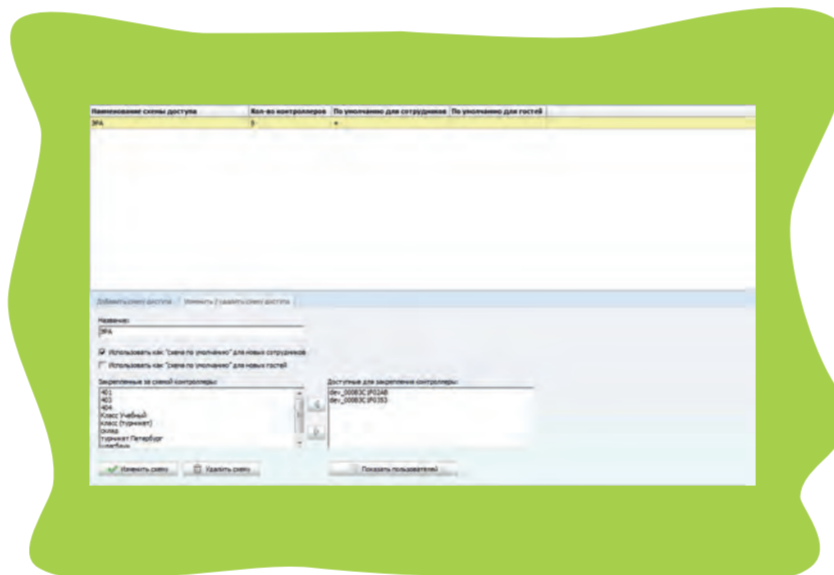 Наименование схемы доступа Кол-во контроллеров По умолчанию для сотрудников По умолчанию для гостей
ЭРА 9 +
Добавить схему доступа Изменить / удалить схему доступа
Название:
ЭРА
Использовать как "схема по умолчанию" для новых сотрудников
Использовать как "схема по умолчанию" для новых гостей
Закрепленные за схемой контроллеры: Доступные для закрепления контроллеры:
401
403
404
Класс Учебный
класс (турникет)
склад
турникет Петербург
Изменить схему Удалить схему Показать пользователей